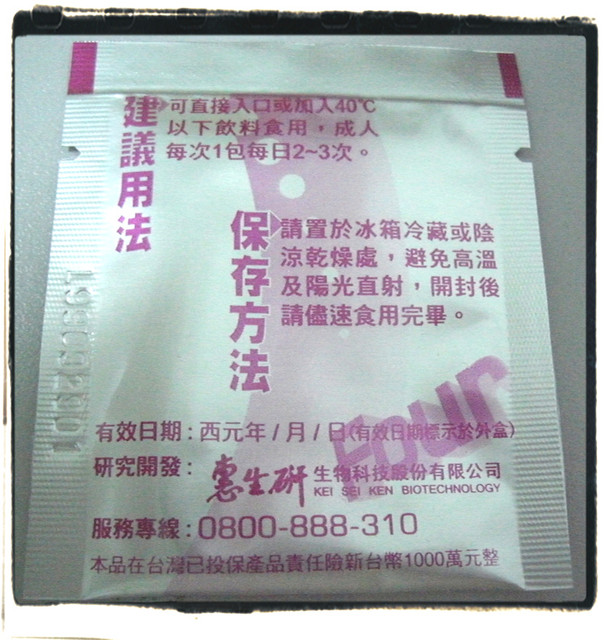 建議用法
可直接入口或加入40℃
以下飲料食用，成人
每次1包每日2~3次。
保存方法
請置於冰箱冷藏或陰
涼乾燥處，避免高溫
及陽光直射，開封後
請儘速食用完畢。
Four
有效日期：西元年/月/日(有效日期標示於外盒)
研究開發：惠生研 生物科技股份有限公司
KEI SEI KEN BIOTECHNOLOGY
服務專線：0800-888-310
本品在台灣已投保產品責任險新台幣1000萬元整